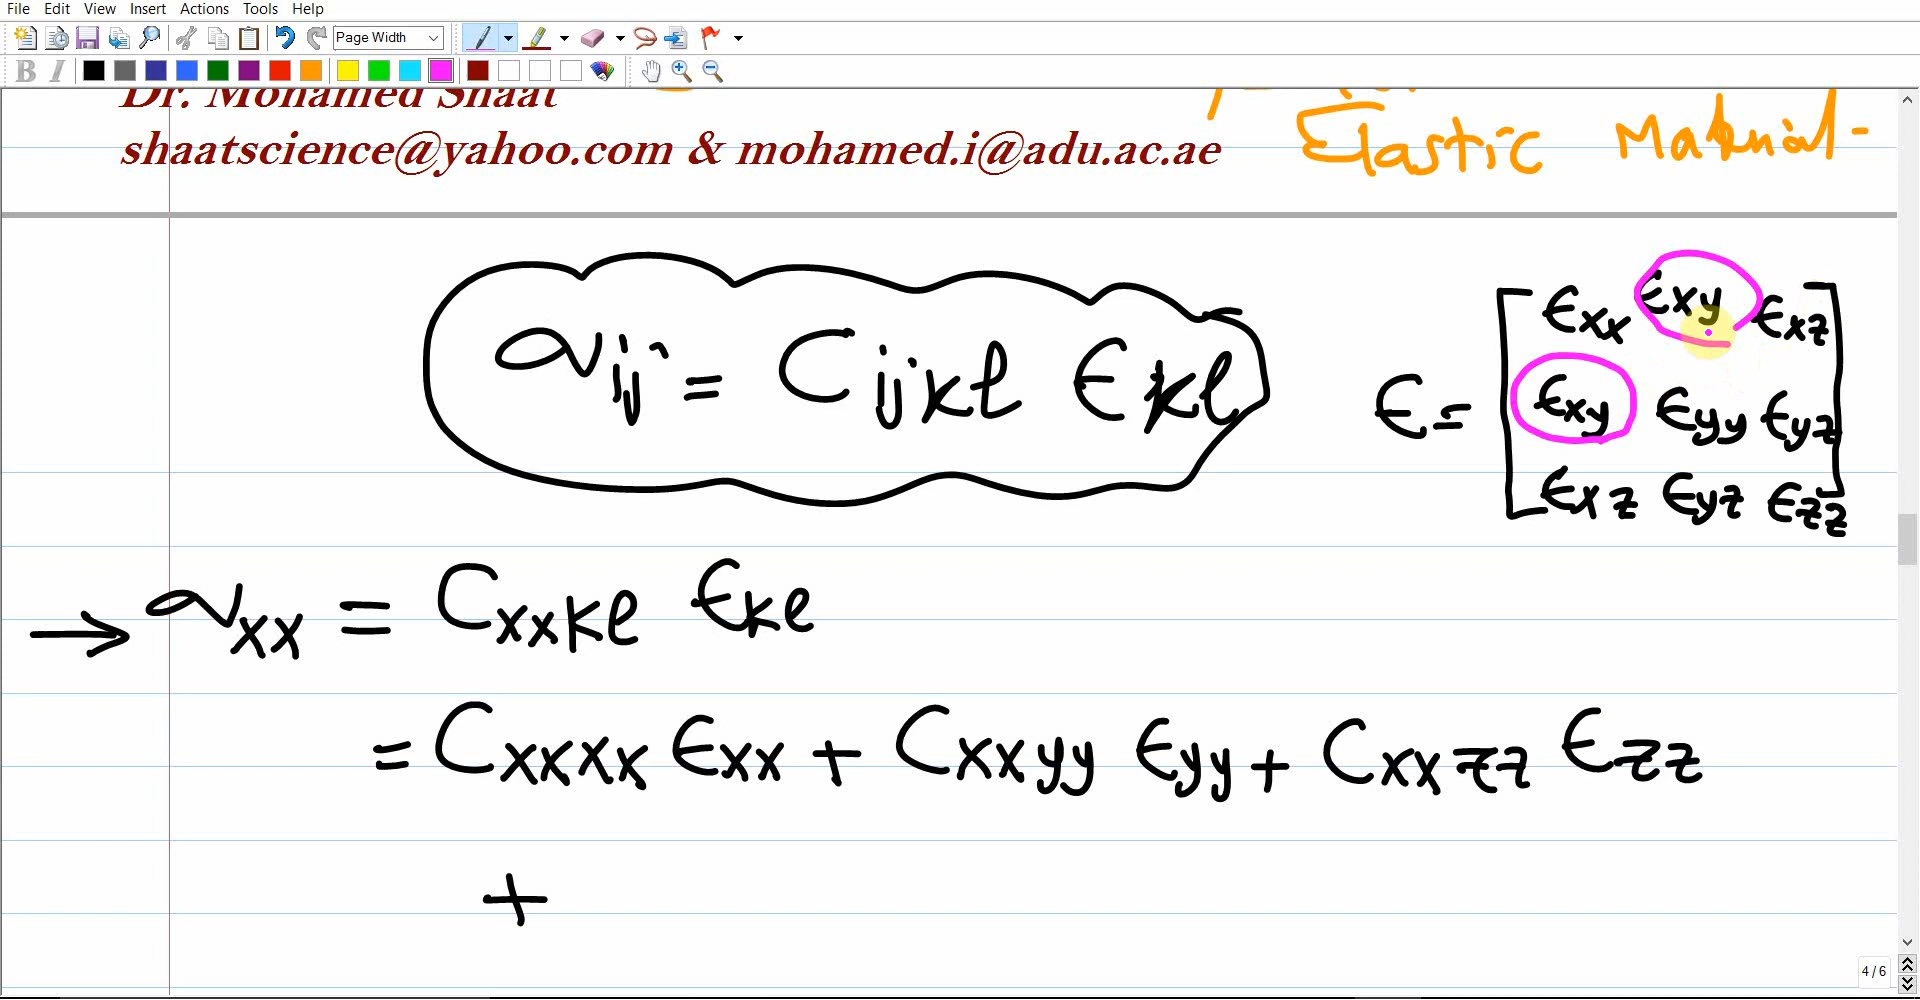 File Edit View Insert Actions Tools Help
Page Width
B I
Dr. Mohamed Shaat
shaatscience@yahoo.com & mohamed.i@adu.ac.ae
Elastic Material -
σij = Cijkl ϵkl
ϵ = [ϵxx ϵxy ϵxz
ϵxy ϵyy ϵyz
ϵxz ϵyz ϵzz]
→ σxx = Cxxkl ϵkl
= Cxxxx ϵxx + Cxxyy ϵyy + Cxxzz ϵzz
+
4 / 6